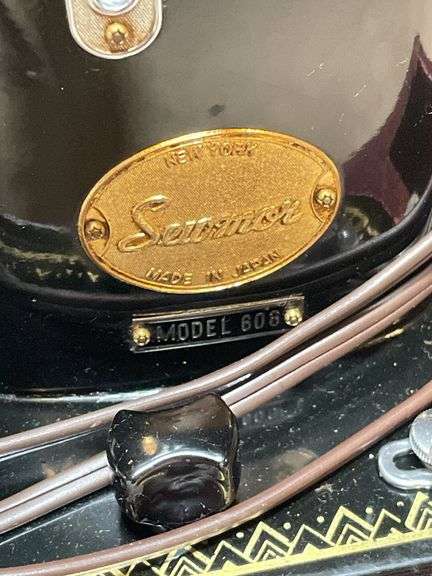 NEW YORK
Sewmor
MADE IN JAPAN
MODEL 608